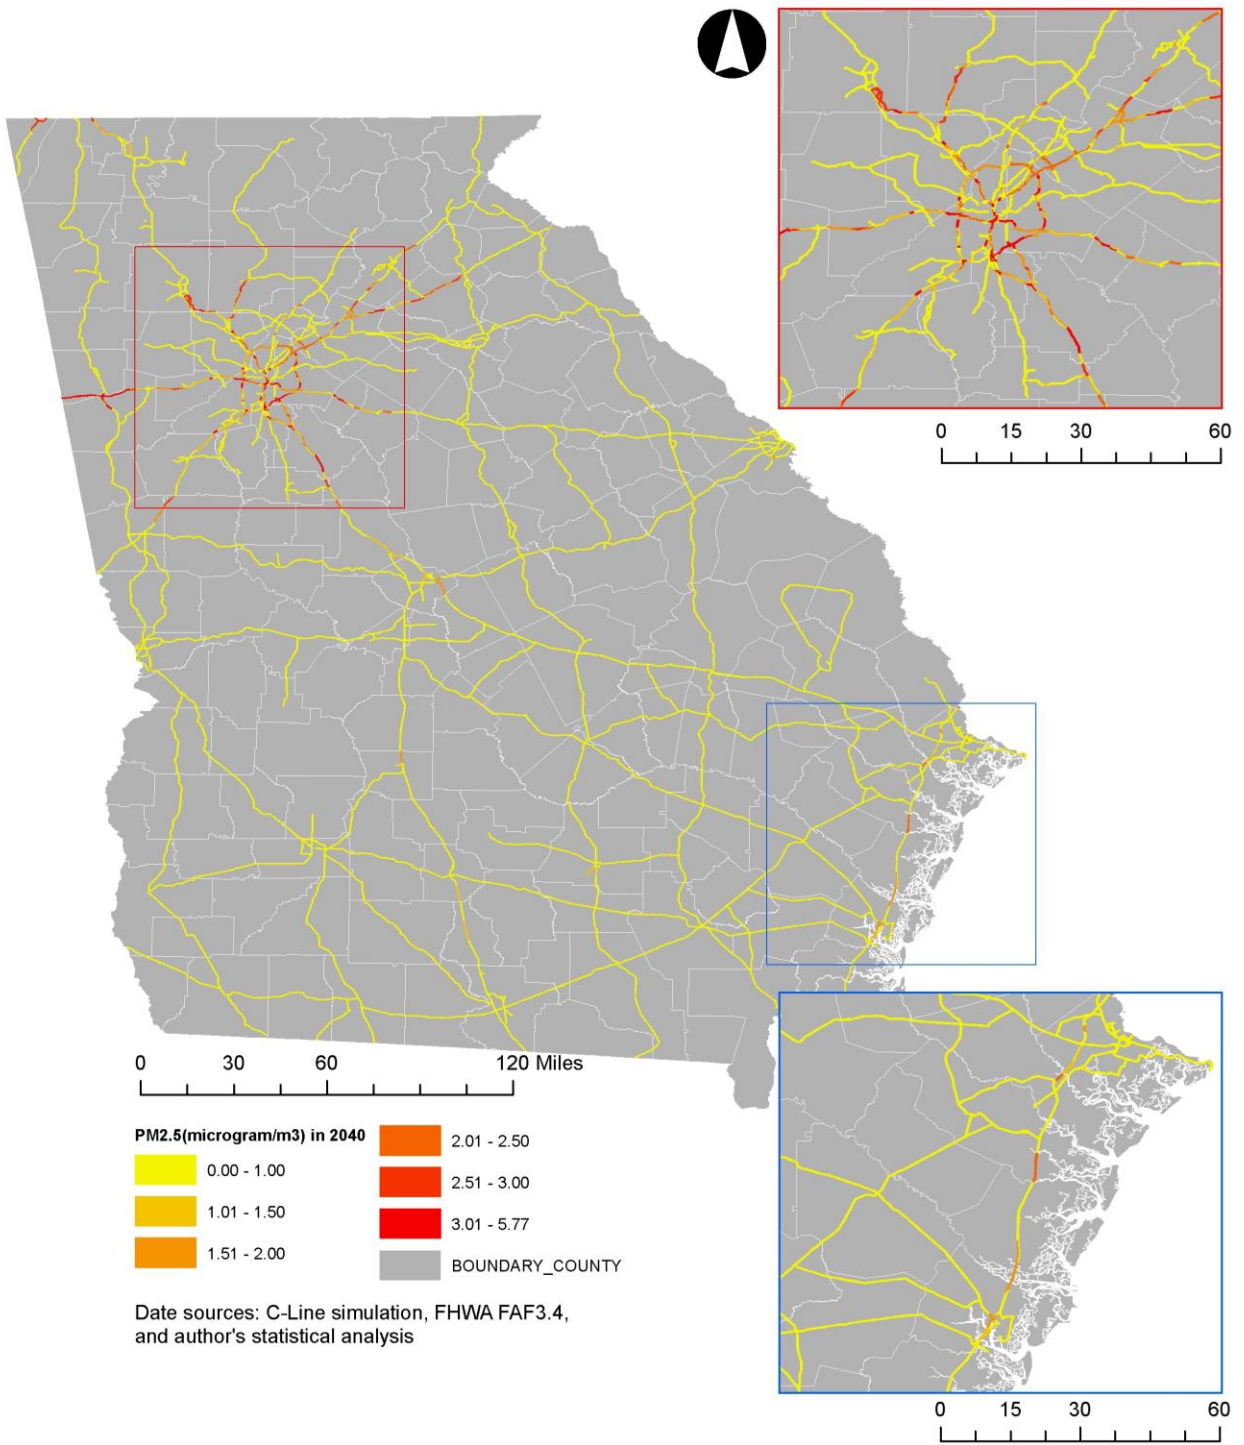 0 15 30 60
0 30 60 120 Miles
PM2.5(microgram/m3) in 2040
0.00 - 1.00
1.01 - 1.50
1.51 - 2.00
2.01 - 2.50
2.51 - 3.00
3.01 - 5.77
BOUNDARY_COUNTY
Date sources: C-Line simulation, FHWA FAF3.4,
and author's statistical analysis
0 15 30 60